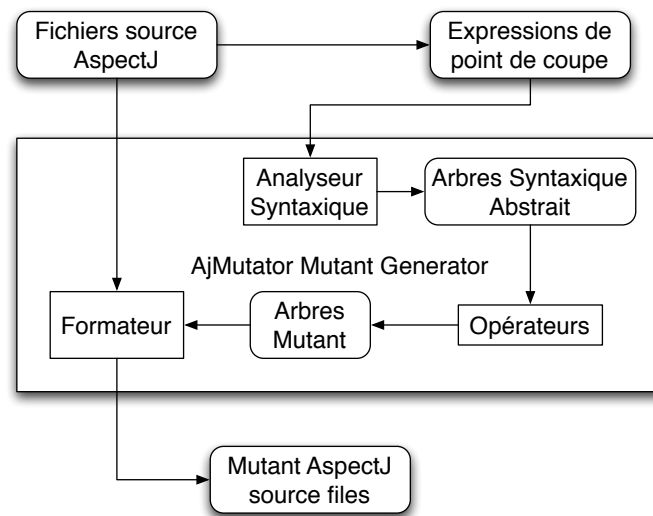 Fichiers source
AspectJ
Expressions de
point de coupe
Analyseur
Syntaxique
Arbres Syntaxique
Abstrait
AjMutator Mutant Generator
Formateur
Arbres
Mutant
Opérateurs
Mutant AspectJ
source files